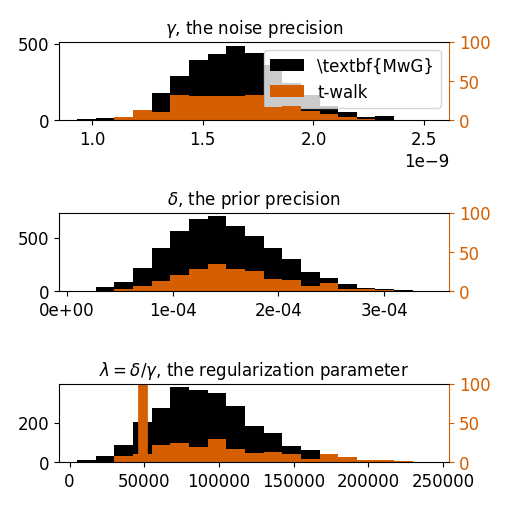 γ, the noise precision
500
0
100
50
0
\textbf{MwG}
t-walk
1.0 1.5 2.0 2.5
1e−9
δ, the prior precision
500
0
100
50
0
0e+00 1e-04 2e-04 3e-04
λ = δ/γ, the regularization parameter
200
0
100
50
0
0 50000 100000 150000 200000 250000